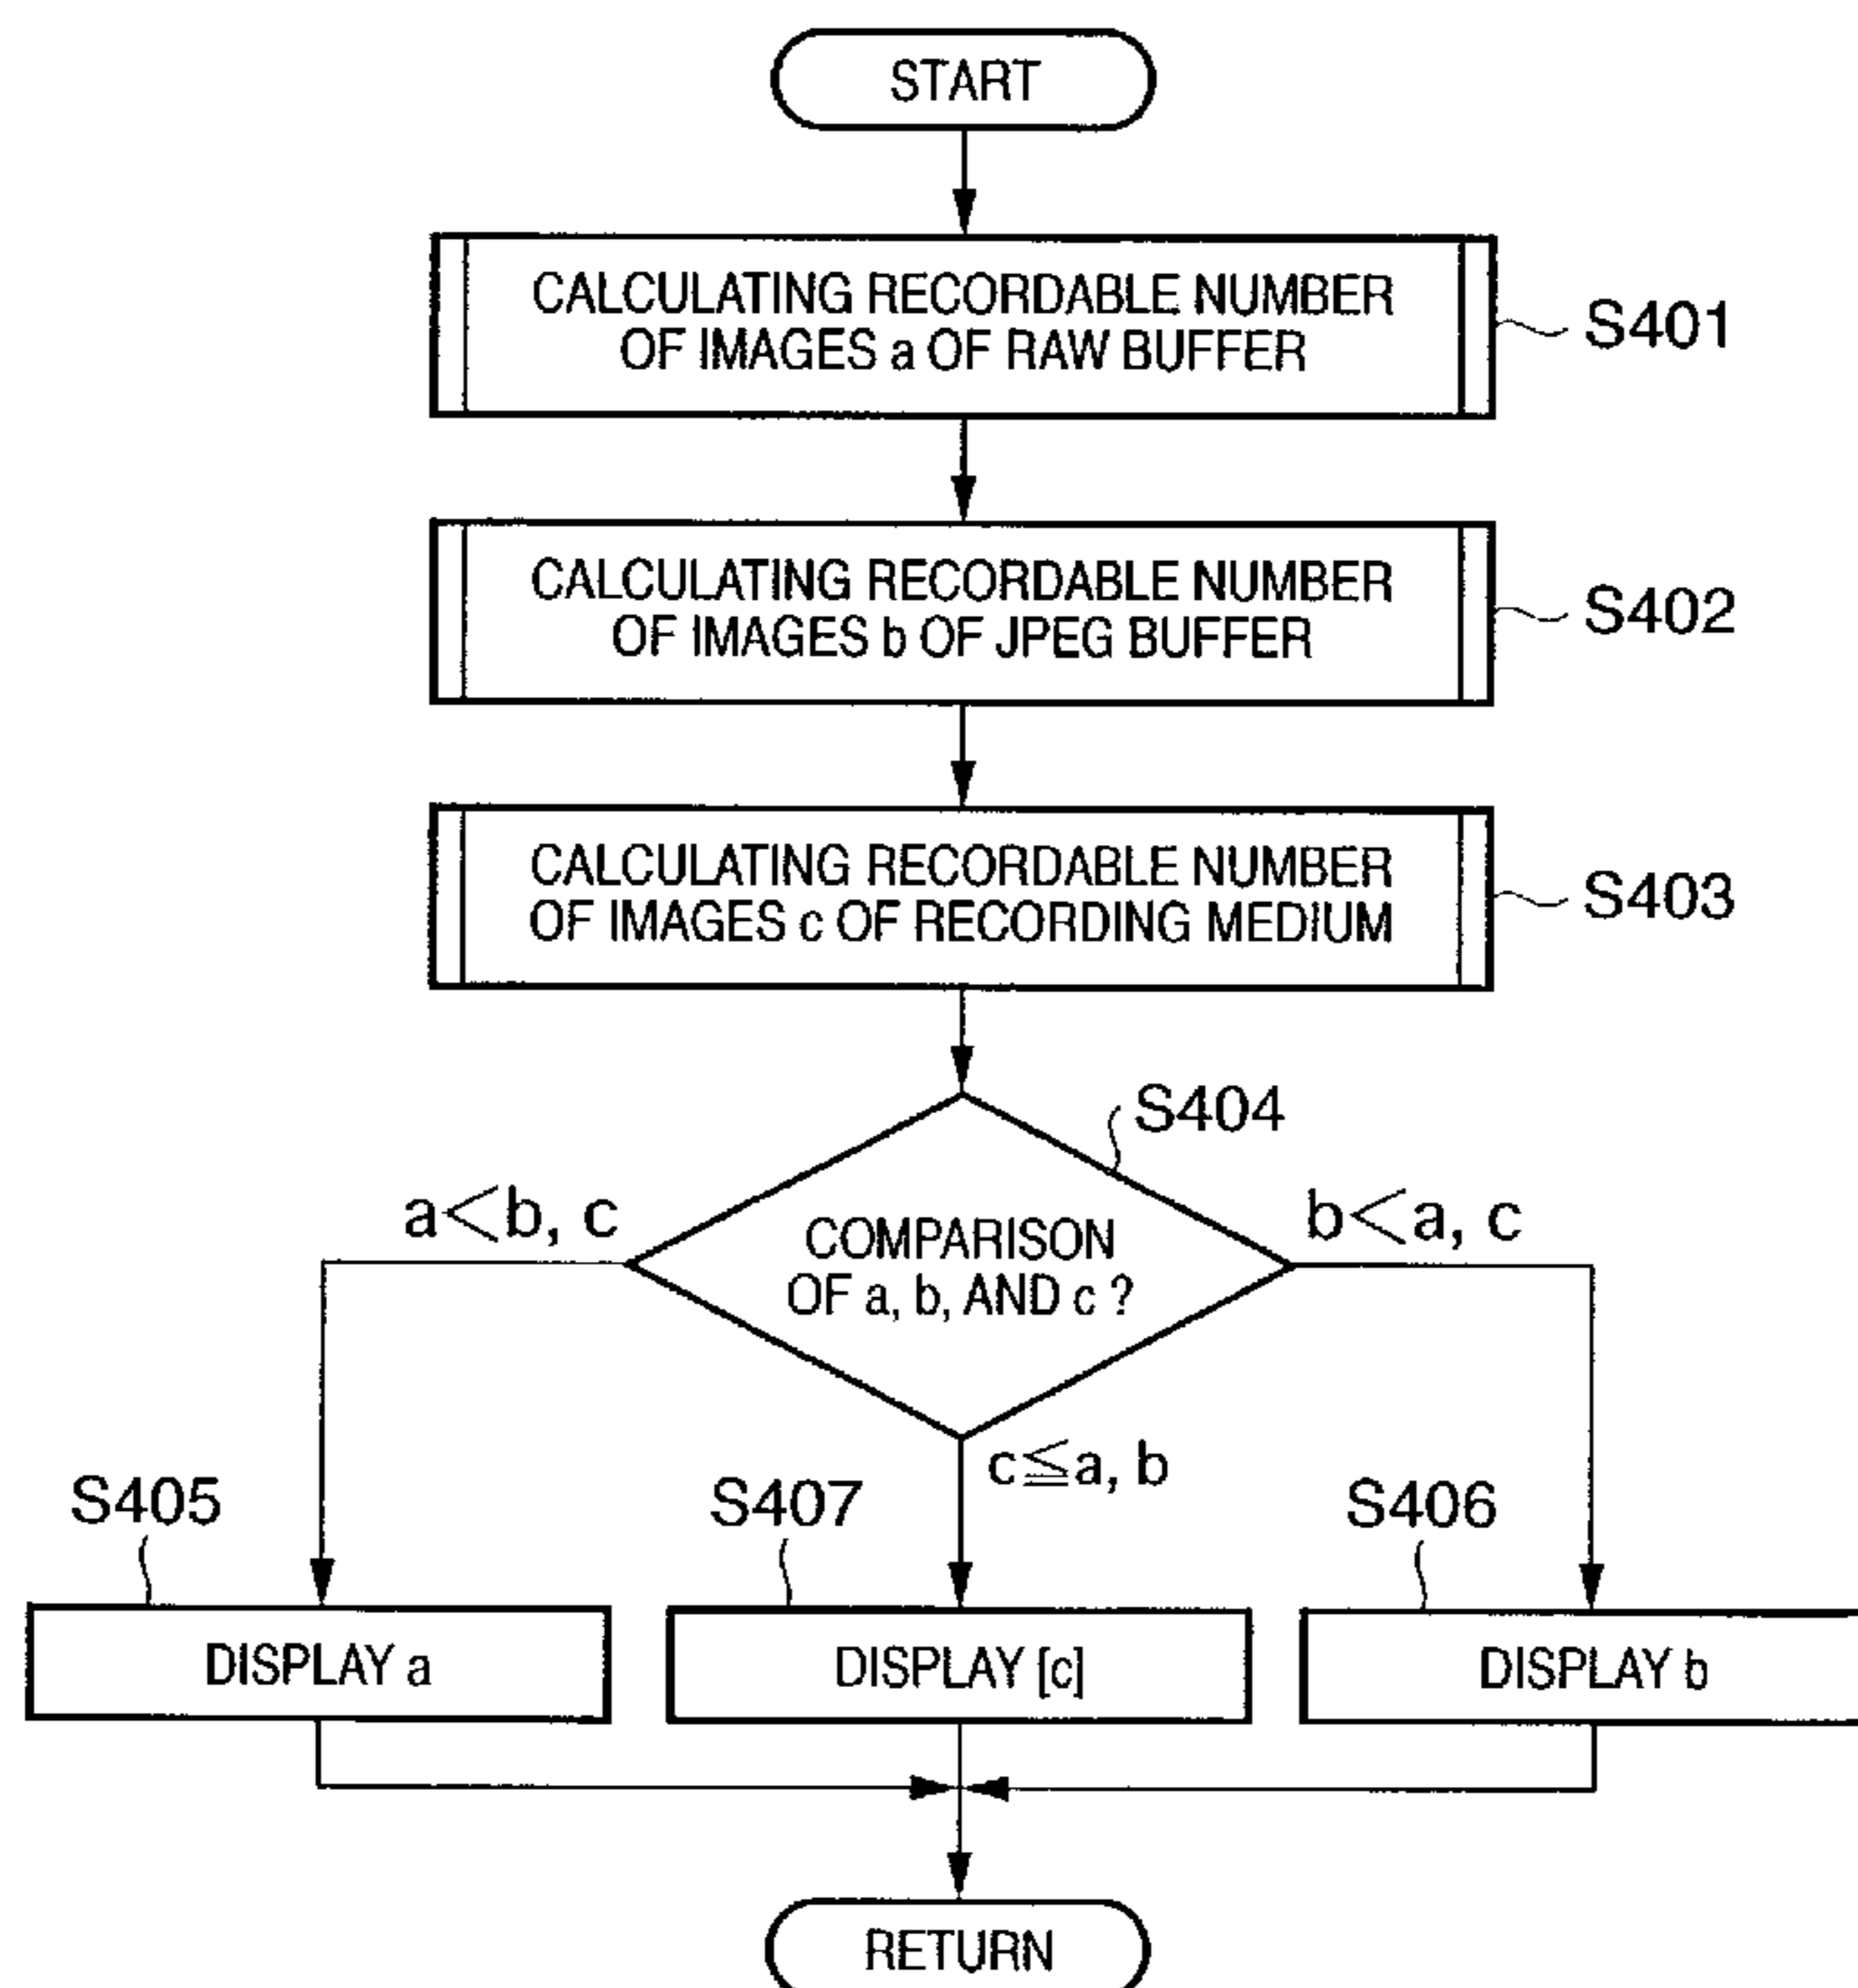 START
CALCULATING RECORDABLE NUMBER
OF IMAGES a OF RAW BUFFER
S401
CALCULATING RECORDABLE NUMBER
OF IMAGES b OF JPEG BUFFER
S402
CALCULATING RECORDABLE NUMBER
OF IMAGES c OF RECORDING MEDIUM
S403
S404
a<b, c
COMPARISON
OF a, b, AND c ?
b<a, c
c≦a, b
S405
S407
S406
DISPLAY a
DISPLAY [c]
DISPLAY b
RETURN